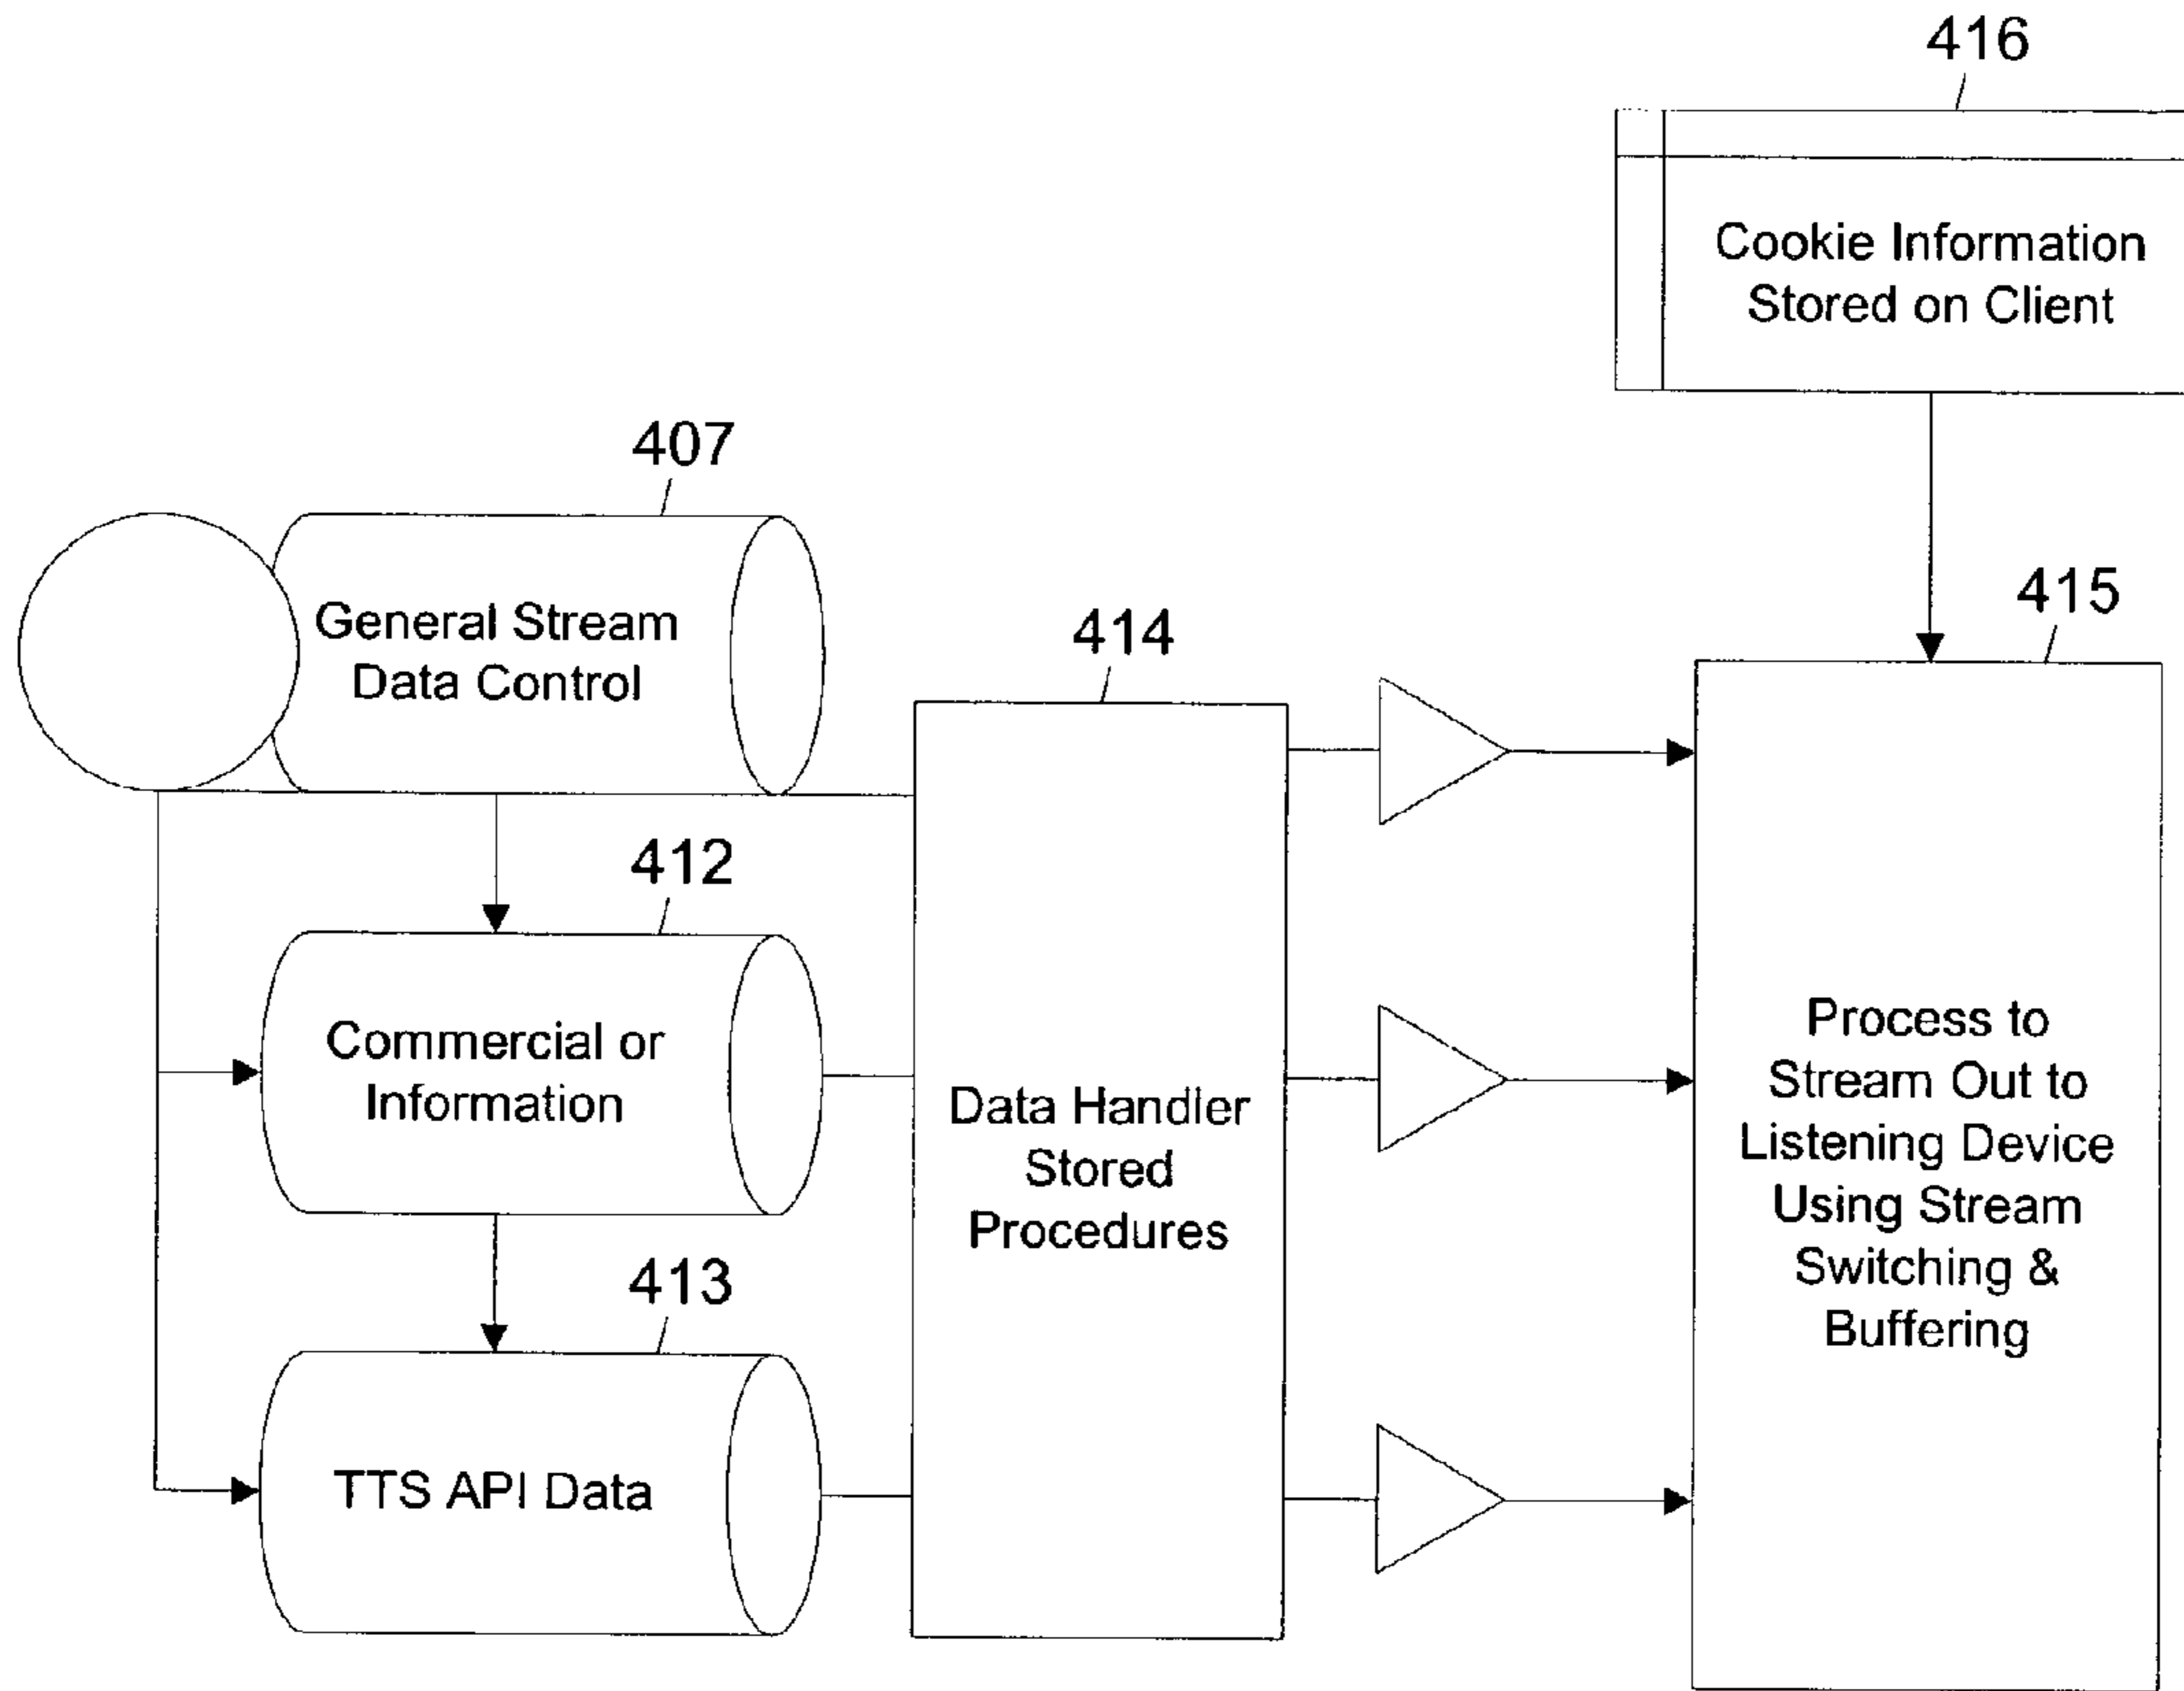 416
Cookie Information
Stored on Client
407
General Stream
Data Control
414
415
412
Commercial or
Information
Data Handler
Stored
Procedures
Process to
Stream Out to
Listening Device
Using Stream
Switching &
Buffering
413
TTS API Data